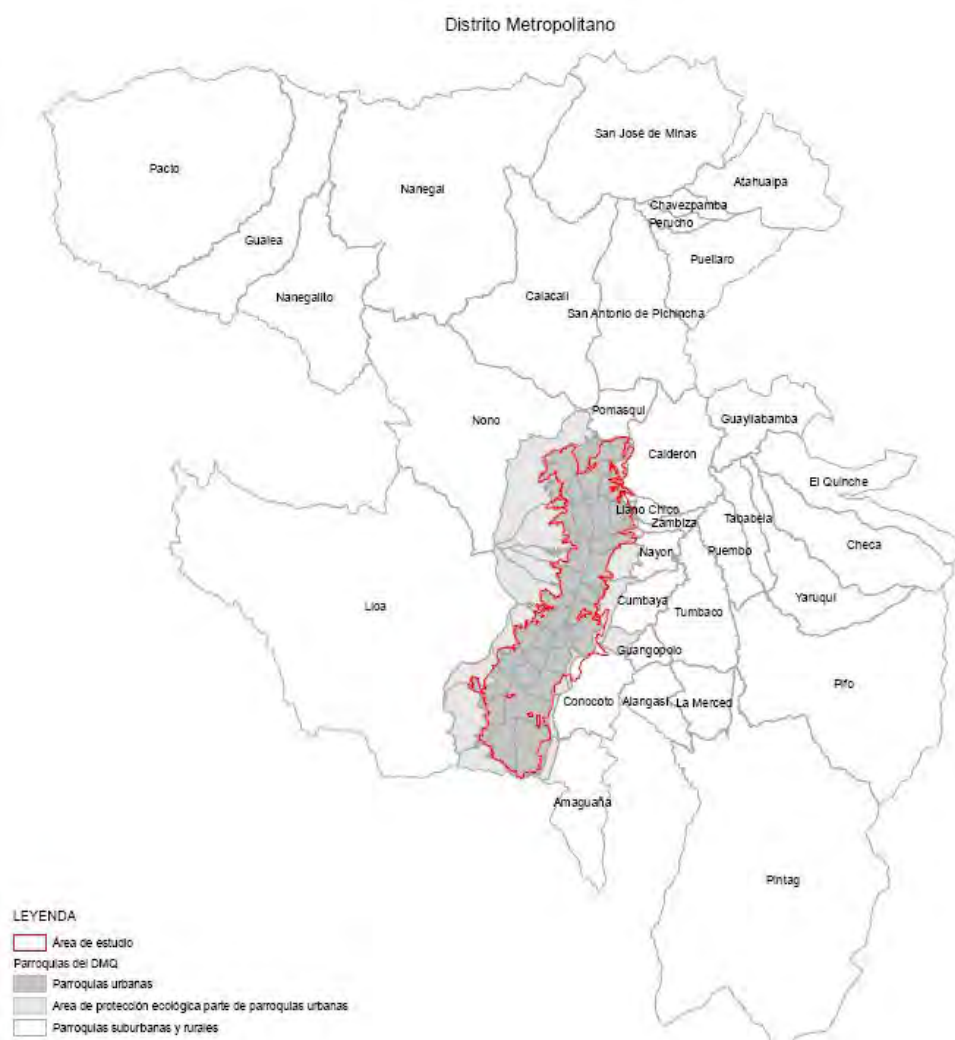 Distrito Metropolitano
San José de Minas
Pacto
Atahualpa
Nanegal
Chavezpamba
Perucho
Gualea
Puellaro
Nanegalito
Calacalí
San Antonio de Pichincha
Pomasqui
Guayllabamba
Nono
Calderón
El Quinche
Llano Chico
Tababela
Zambiza
Checa
Nayon
Puembo
Yaruquí
Lloa
Cumbaya
Tumbaco
Guangopolo
Pifo
Conocoto
Alangasí
La Merced
Amaguaña
Pintag
LEYENDA
Área de estudio
Parroquias del DMQ
Parroquias urbanas
Area de protección ecológica parte de parroquias urbanas
Parroquias suburbanas y rurales